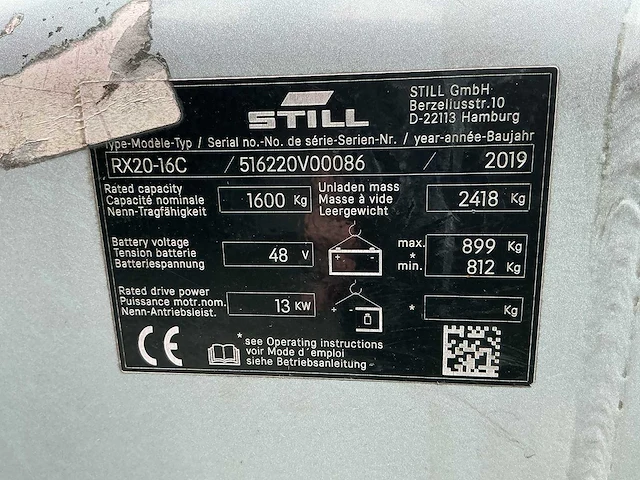 STILL
STILL GmbH
Berzeliusstr.10
D-22113 Hamburg
Type-Modèle-Typ / Serial no.-No. de série-Serien-Nr. / year-année-Baujahr
RX20-16C / 516220V00086 / 2019
Rated capacity
Capacité nominale
Nenn-Tragfähigkeit
1600 Kg
Unladen mass
Masse à vide
Leergewicht
2418 Kg
Battery voltage
Tension batterie
Batteriespannung
48 V
+ -
max. 899 Kg
*
min. 812 Kg
Rated drive power
Puissance motr.nom.
Nenn-Antriebsleist.
13 KW
+
* Kg
CE
* see Operating instructions
voir Mode d'emploi
siehe Betriebsanleitung